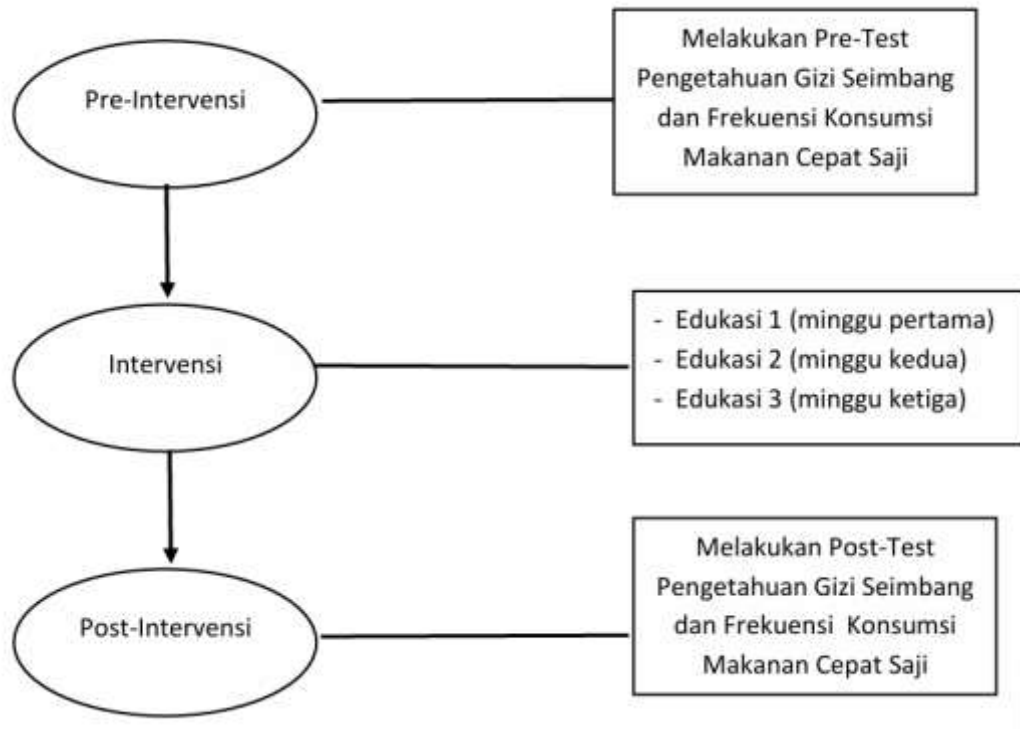 Pre-Intervensi
Melakukan Pre-Test
Pengetahuan Gizi Seimbang
dan Frekuensi Konsumsi
Makanan Cepat Saji
Intervensi
- Edukasi 1 (minggu pertama)
- Edukasi 2 (minggu kedua)
- Edukasi 3 (minggu ketiga)
Post-Intervensi
Melakukan Post-Test
Pengetahuan Gizi Seimbang
dan Frekuensi Konsumsi
Makanan Cepat Saji